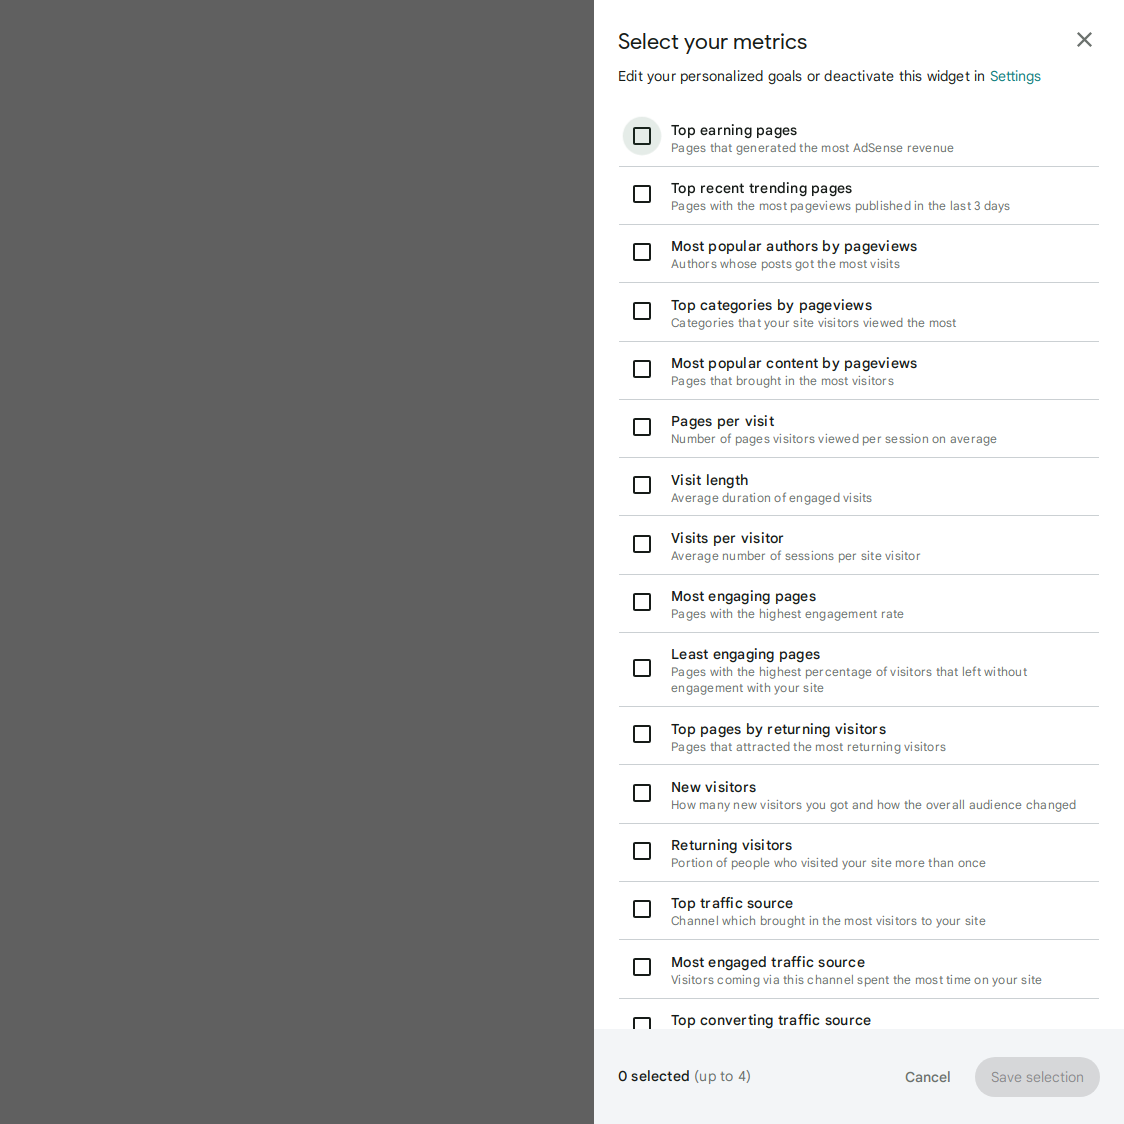 Select your metrics
Edit your personalized goals or deactivate this widget in Settings
Top earning pages
Pages that generated the most AdSense revenue
Top recent trending pages
Pages with the most pageviews published in the last 3 days
Most popular authors by pageviews
Authors whose posts got the most visits
Top categories by pageviews
Categories that your site visitors viewed the most
Most popular content by pageviews
Pages that brought in the most visitors
Pages per visit
Number of pages visitors viewed per session on average
Visit length
Average duration of engaged visits
Visits per visitor
Average number of sessions per site visitor
Most engaging pages
Pages with the highest engagement rate
Least engaging pages
Pages with the highest percentage of visitors that left without
engagement with your site
Top pages by returning visitors
Pages that attracted the most returning visitors
New visitors
How many new visitors you got and how the overall audience changed
Returning visitors
Portion of people who visited your site more than once
Top traffic source
Channel which brought in the most visitors to your site
Most engaged traffic source
Visitors coming via this channel spent the most time on your site
Top converting traffic source
0 selected (up to 4)
Cancel
Save selection